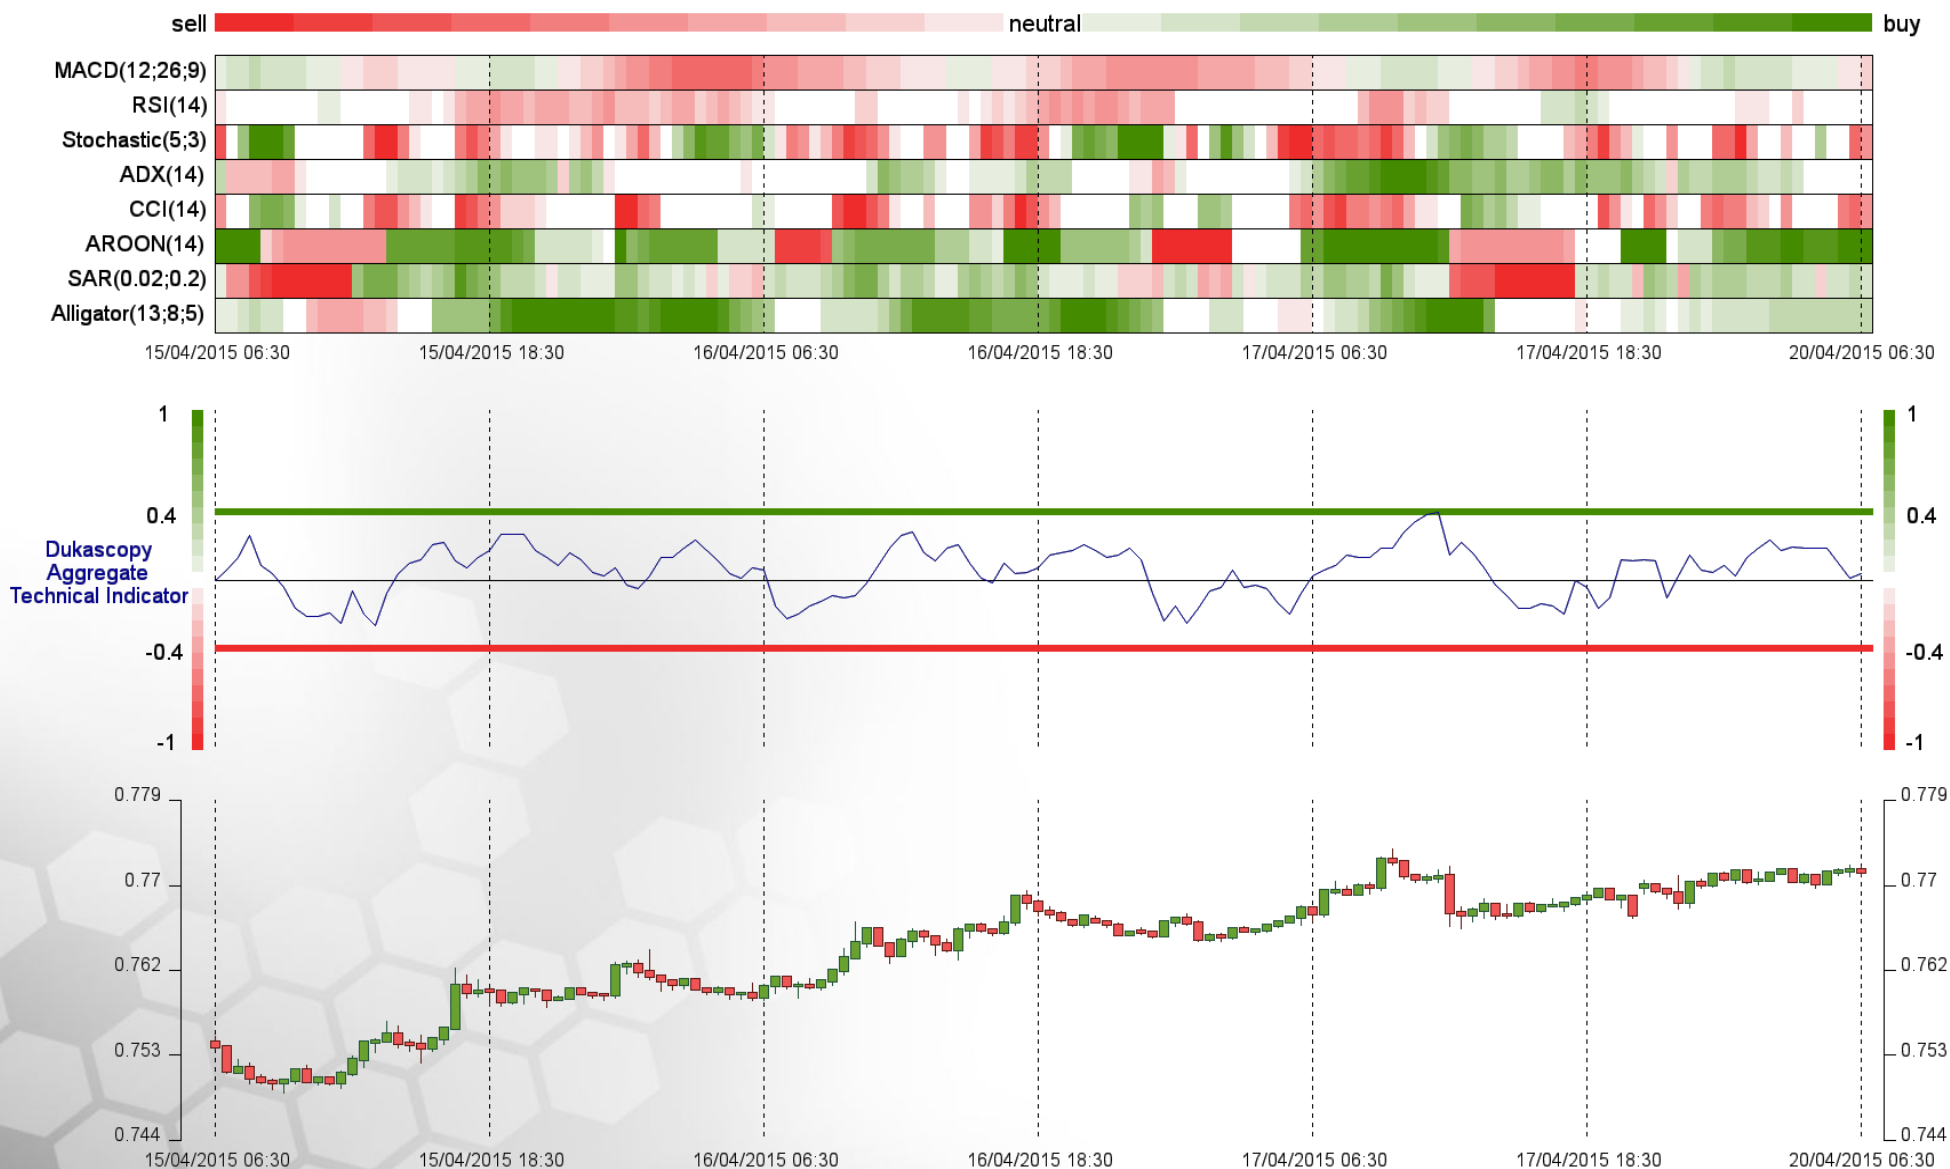 sell neutral buy
MACD(12;26;9)
RSI(14)
Stochastic(5;3)
ADX(14)
CCI(14)
AROON(14)
SAR(0.02;0.2)
Alligator(13;8;5)
15/04/2015 06:30 15/04/2015 18:30 16/04/2015 06:30 16/04/2015 18:30 17/04/2015 06:30 17/04/2015 18:30 20/04/2015 06:30
1 1
0.4 0.4
Dukascopy
Aggregate
Technical Indicator
-0.4 -0.4
-1 -1
0.779 0.779
0.77 0.77
0.762 0.762
0.753 0.753
0.744 0.744
15/04/2015 06:30 15/04/2015 18:30 16/04/2015 06:30 16/04/2015 18:30 17/04/2015 06:30 17/04/2015 18:30 20/04/2015 06:30